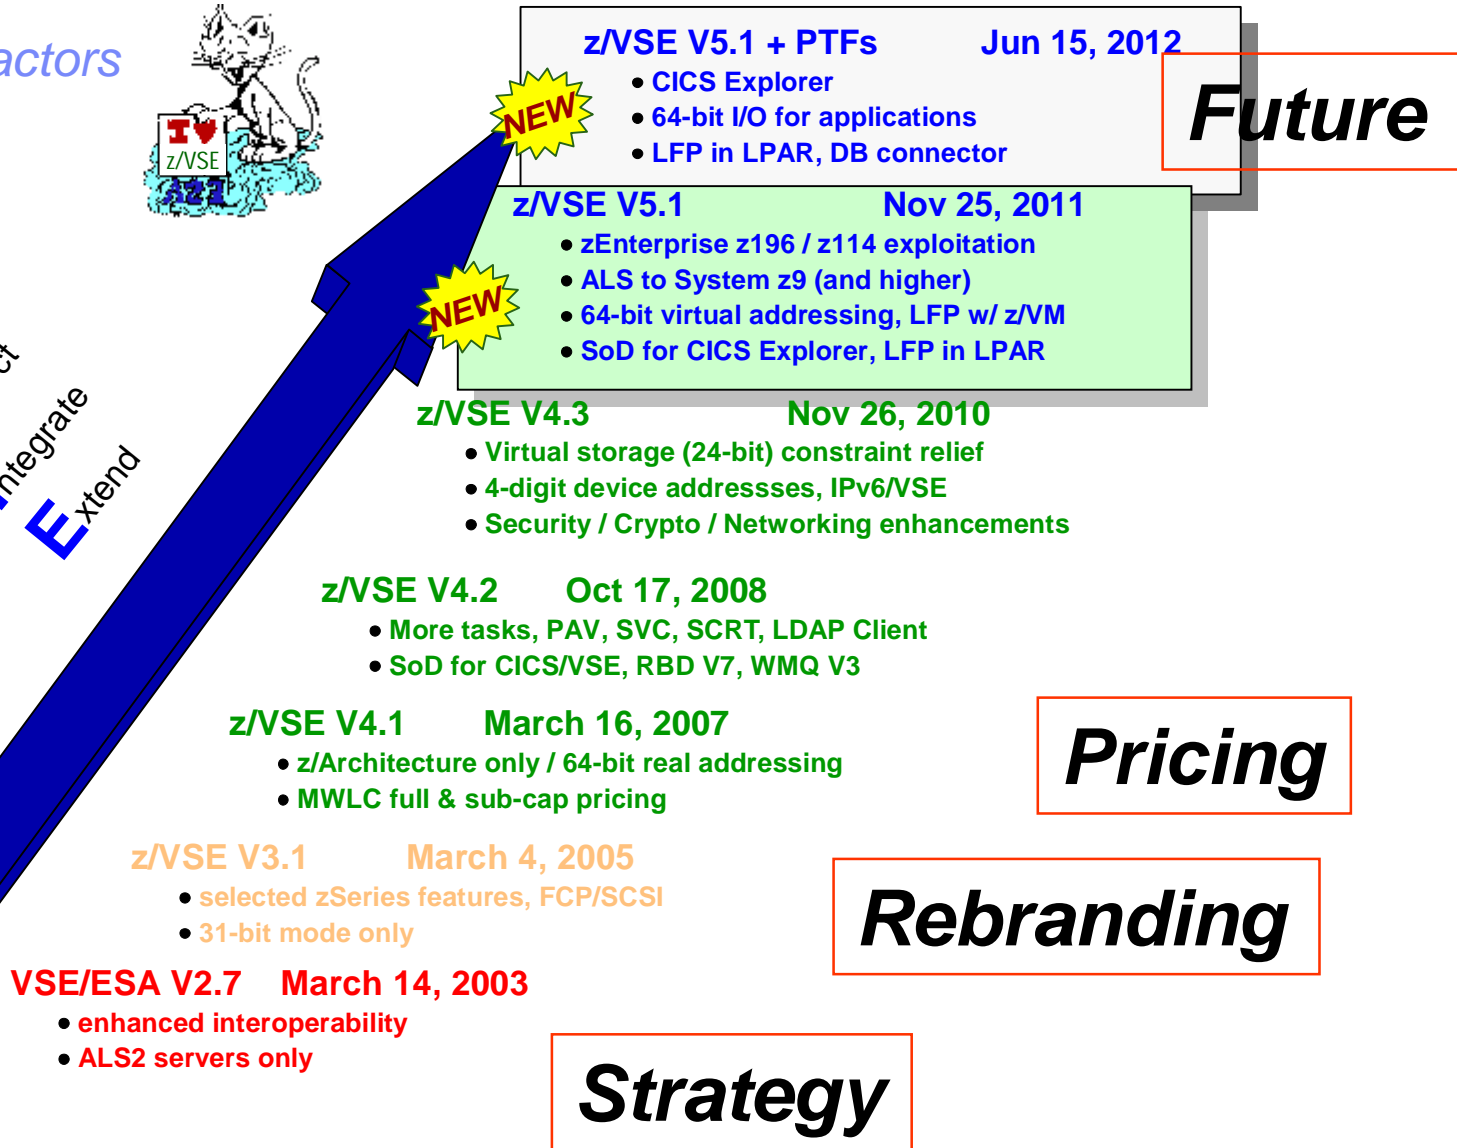 actors
I ♥
z/VSE
z/VSE V5.1 + PTFs Jun 15, 2012
• CICS Explorer
• 64-bit I/O for applications
• LFP in LPAR, DB connector
NEW
Future
z/VSE V5.1 Nov 25, 2011
• zEnterprise z196 / z114 exploitation
• ALS to System z9 (and higher)
• 64-bit virtual addressing, LFP w/ z/VM
• SoD for CICS Explorer, LFP in LPAR
NEW
ct
ntegrate
Extend
z/VSE V4.3 Nov 26, 2010
• Virtual storage (24-bit) constraint relief
• 4-digit device addressses, IPv6/VSE
• Security / Crypto / Networking enhancements
z/VSE V4.2 Oct 17, 2008
• More tasks, PAV, SVC, SCRT, LDAP Client
• SoD for CICS/VSE, RBD V7, WMQ V3
z/VSE V4.1 March 16, 2007
• z/Architecture only / 64-bit real addressing
• MWLC full & sub-cap pricing
Pricing
z/VSE V3.1 March 4, 2005
• selected zSeries features, FCP/SCSI
• 31-bit mode only
Rebranding
VSE/ESA V2.7 March 14, 2003
• enhanced interoperability
• ALS2 servers only
Strategy